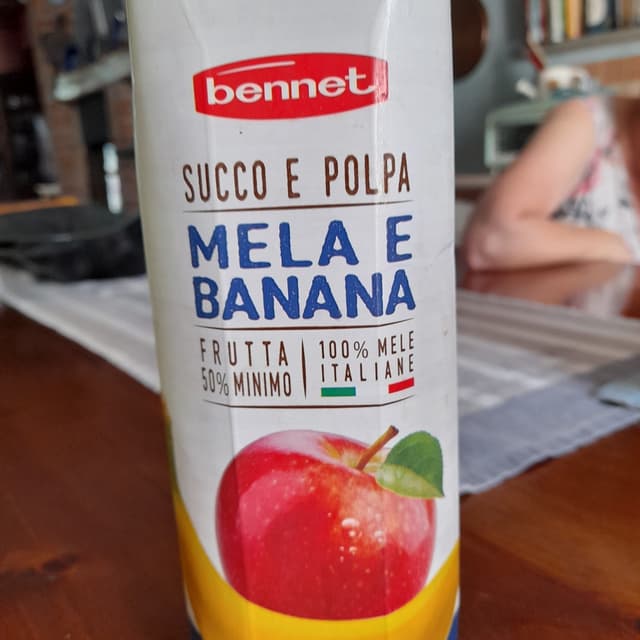 bennet
SUCCO E POLPA
MELA E
BANANA
FRUTTA
50% MINIMO
100% MELE
ITALIANE